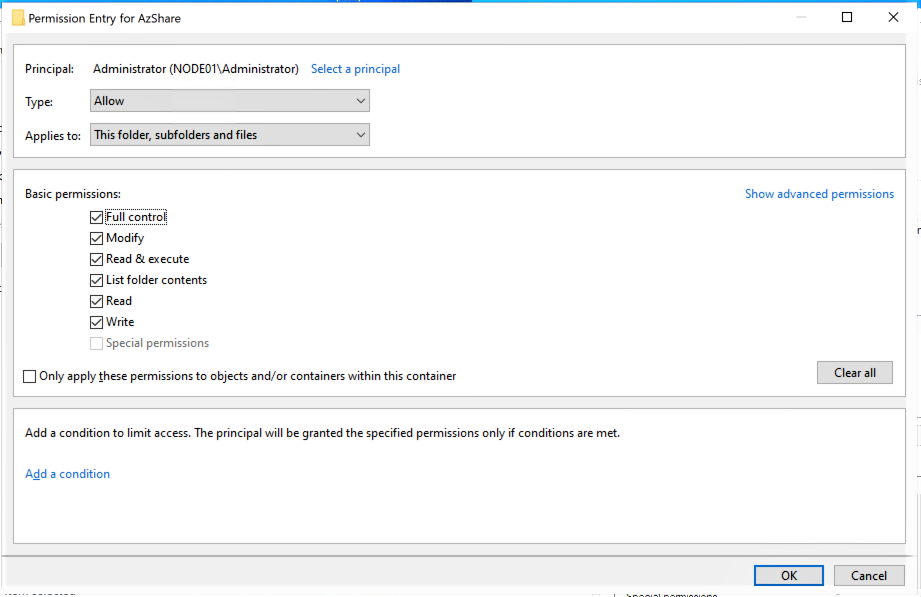 Permission Entry for AzShare
Principal: Administrator (NODE01\Administrator) Select a principal
Type: Allow
Applies to: This folder, subfolders and files
Basic permissions: Show advanced permissions
Full control
Modify
Read & execute
List folder contents
Read
Write
Special permissions
Only apply these permissions to objects and/or containers within this container Clear all
Add a condition to limit access. The principal will be granted the specified permissions only if conditions are met.
Add a condition
OK Cancel
Special permissions